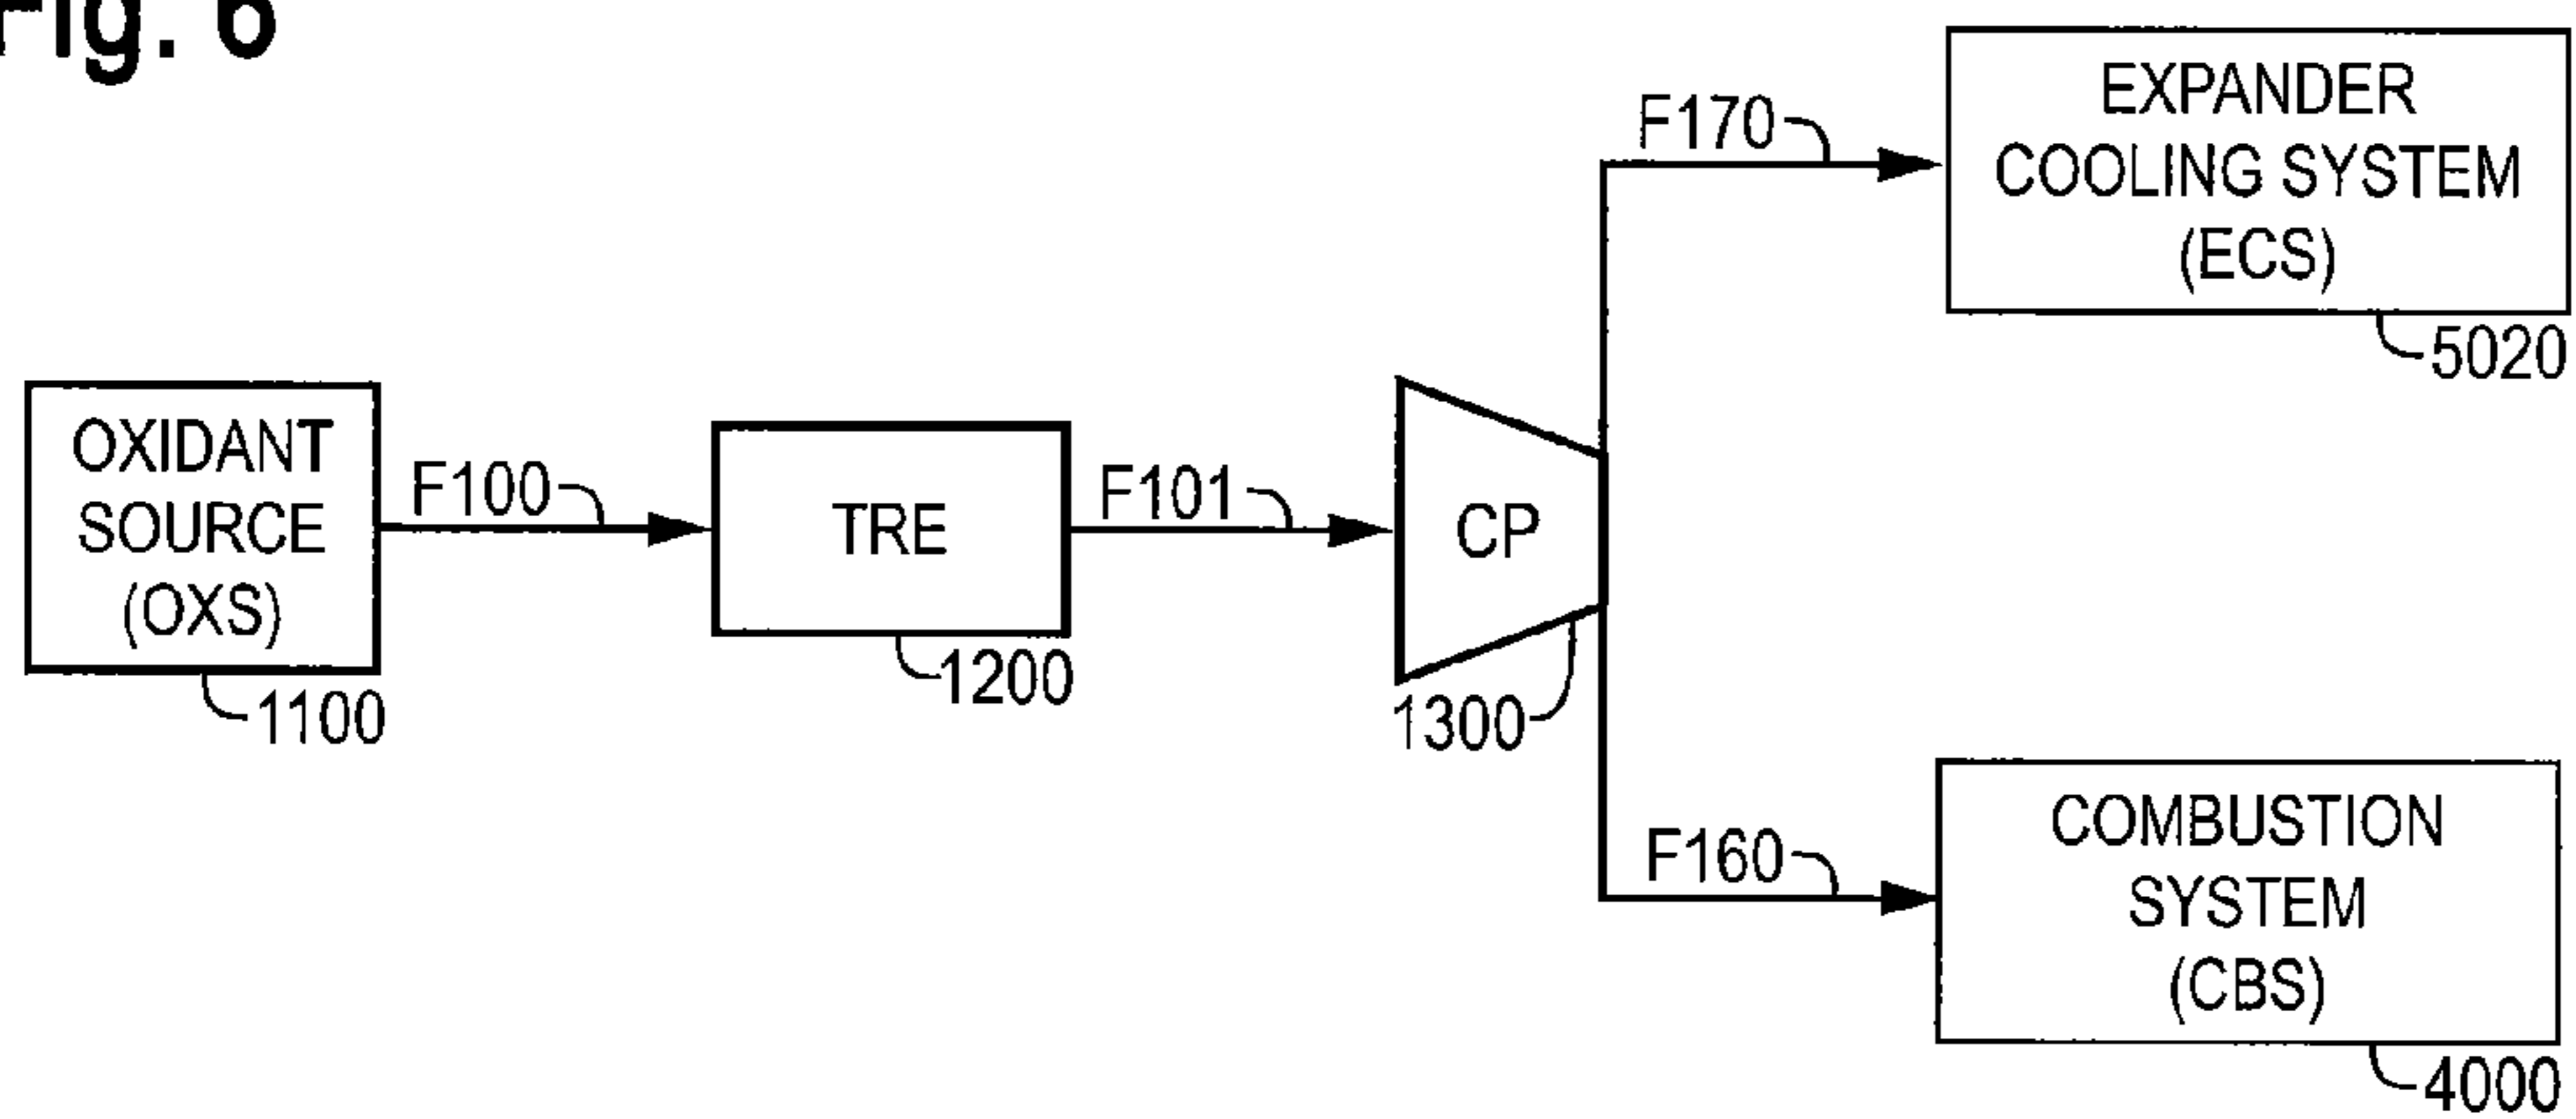 Fig. 6
EXPANDER
COOLING SYSTEM
(ECS)
F170
5020
OXIDANT
SOURCE
(OXS)
1100
F100
TRE
1200
F101
CP
1300
F160
COMBUSTION
SYSTEM
(CBS)
4000